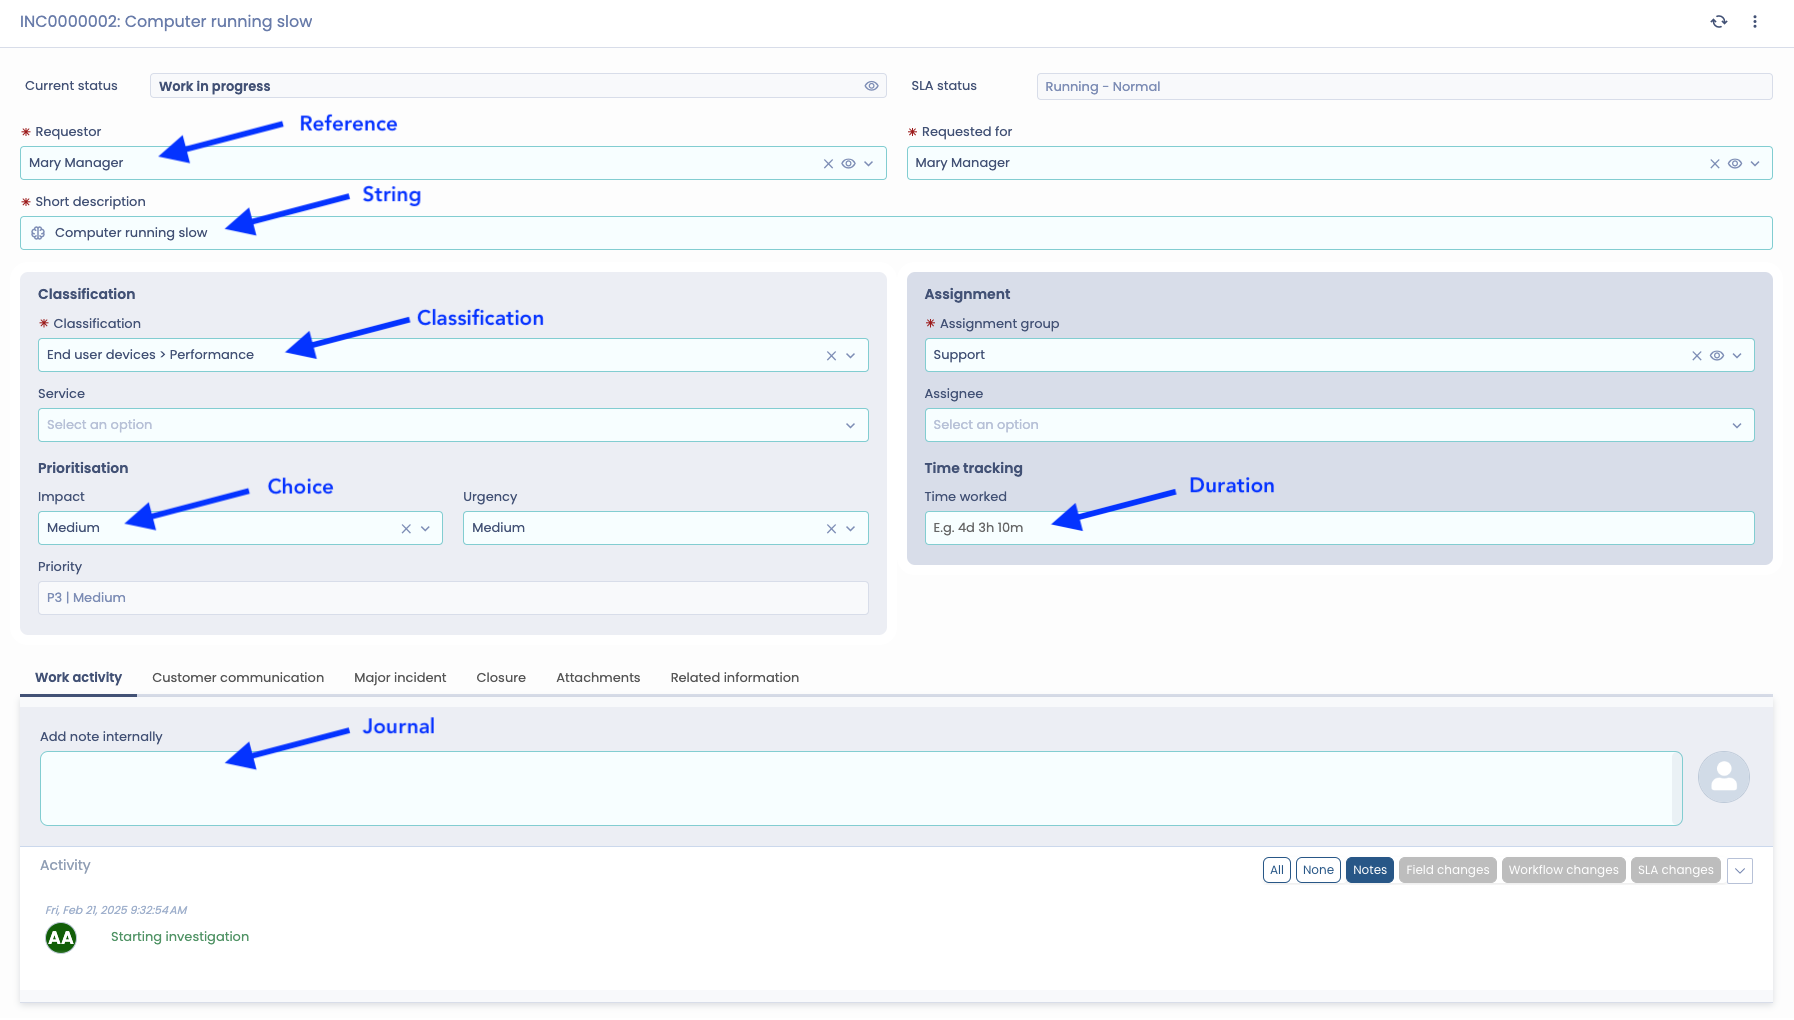 INC0000002: Computer running slow
Current status
Work in progress
SLA status
Running - Normal
* Requestor
Reference
* Requested for
Mary Manager
Mary Manager
* Short description
String
Computer running slow
Classification
* Classification
Classification
End user devices > Performance
Service
Select an option
Prioritisation
Impact
Choice
Urgency
Medium
Medium
Priority
P3 | Medium
Assignment
* Assignment group
Support
Assignee
Select an option
Time tracking
Time worked
Duration
E.g. 4d 3h 10m
Work activity Customer communication Major incident Closure Attachments Related information
Add note internally
Journal
Activity
All None Notes Field changes Workflow changes SLA changes
Fri, Feb 21, 2025 9:32:54 AM
AA
Starting investigation